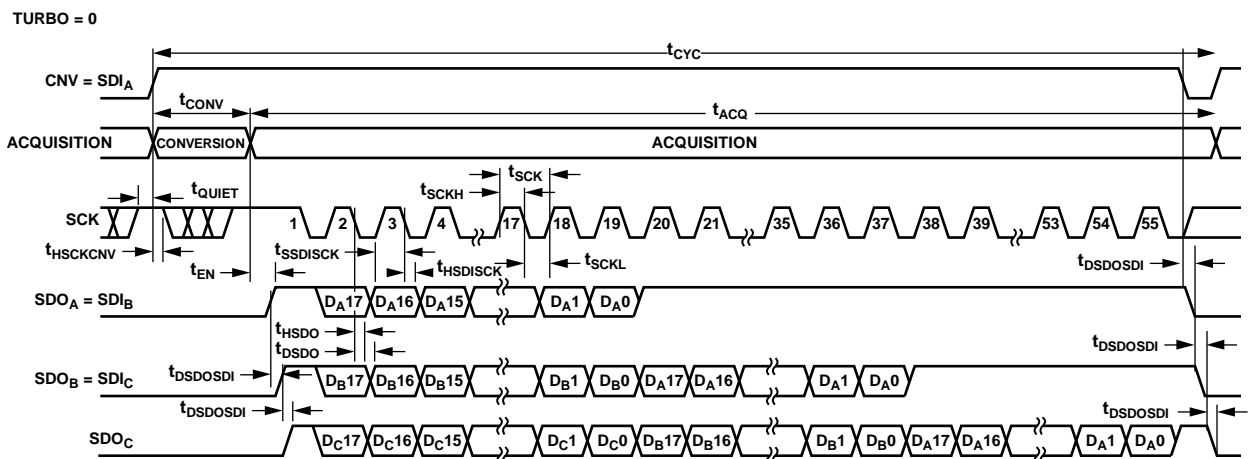 TURBO = 0
tCYC
CNV = SDIA
tCONV
tACQ
ACQUISITION CONVERSION ACQUISITION
tQUIET
tSCK
tSCKH
SCK 1 2 3 4 17 18 19 20 21 35 36 37 38 39 53 54 55
tHSCKCNV
tSSDISCK
tEN
tHSDISCK
tSCKL
tDSDOSDI
SDOA = SDIB DA17 DA16 DA15 DA1 DA0
tHSDO
tDSDO
tDSDOSDI
tDSDOSDI
SDOB = SDIC DB17 DB16 DB15 DB1 DB0 DA17 DA16 DA1 DA0
tDSDOSDI
tDSDOSDI
SDOC DC17 DC16 DC15 DC1 DC0 DB17 DB16 DB1 DB0 DA17 DA16 DA1 DA0